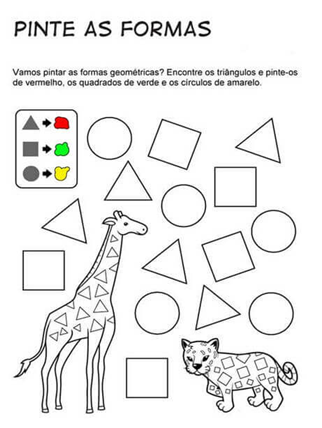 PINTE AS FORMAS
Vamos pintar as formas geométricas? Encontre os triângulos e pinte-os
de vermelho, os quadrados de verde e os círculos de amarelo.